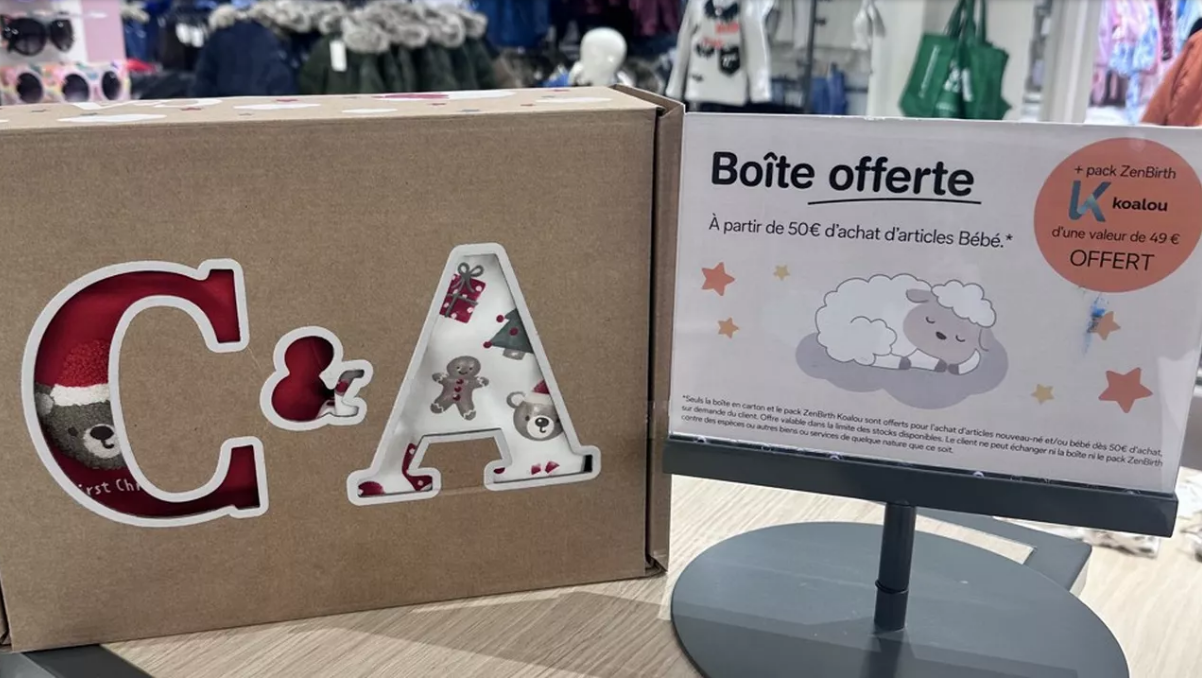 C&A
irst Chr
Boîte offerte
À partir de 50€ d'achat d'articles Bébé.*
+ pack ZenBirth
koalou
d'une valeur de 49 €
OFFERT
*Seuls la boîte en carton et le pack ZenBirth Koalou sont offerts pour l'achat d'articles nouveau-né et/ou bébé dès 50€ d'achat,
sur demande du client. Offre valable dans la limite des stocks disponibles. Le client ne peut échanger ni la boîte ni le pack ZenBirth
contre des espèces ou autres biens ou services de quelque nature que ce soit.